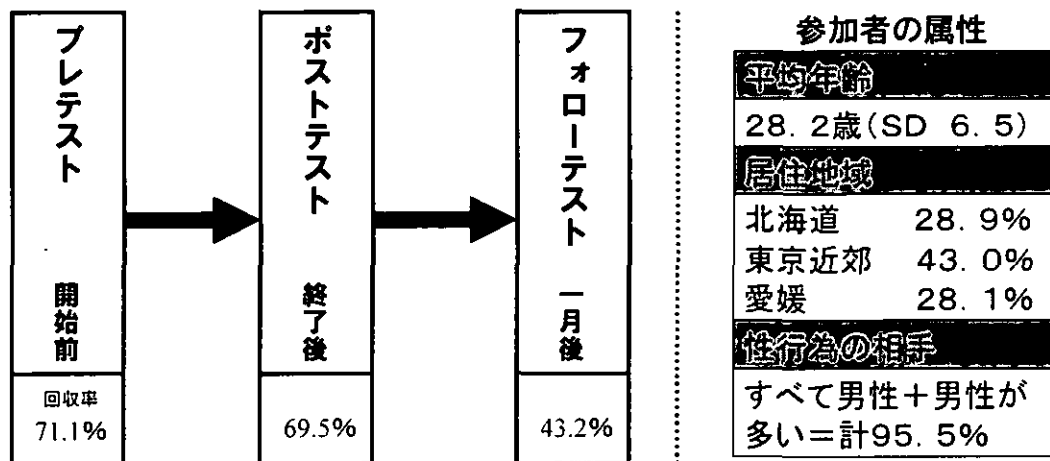 プレテスト 開始前
回収率
71.1%
ポストテスト 終了後
69.5%
フォローテスト 一月後
43.2%
参加者の属性
平均年齢
28.2歳(SD 6.5)
居住地域
北海道 28.9%
東京近郊 43.0%
愛媛 28.1%
性行為の相手
すべて男性+男性が
多い=計95.5%